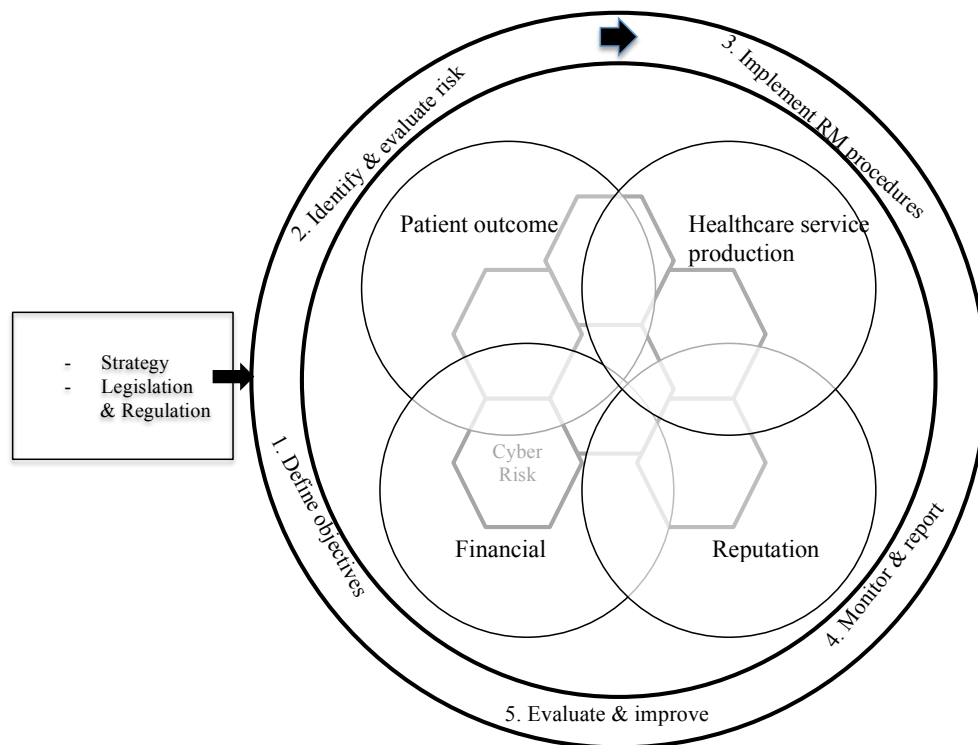 - Strategy
- Legislation
& Regulation
1. Define objectives
2. Identify & evaluate risk
3. Implement RM procedures
4. Monitor & report
5. Evaluate & improve
Patient outcome
Healthcare service
production
Cyber
Risk
Financial
Reputation